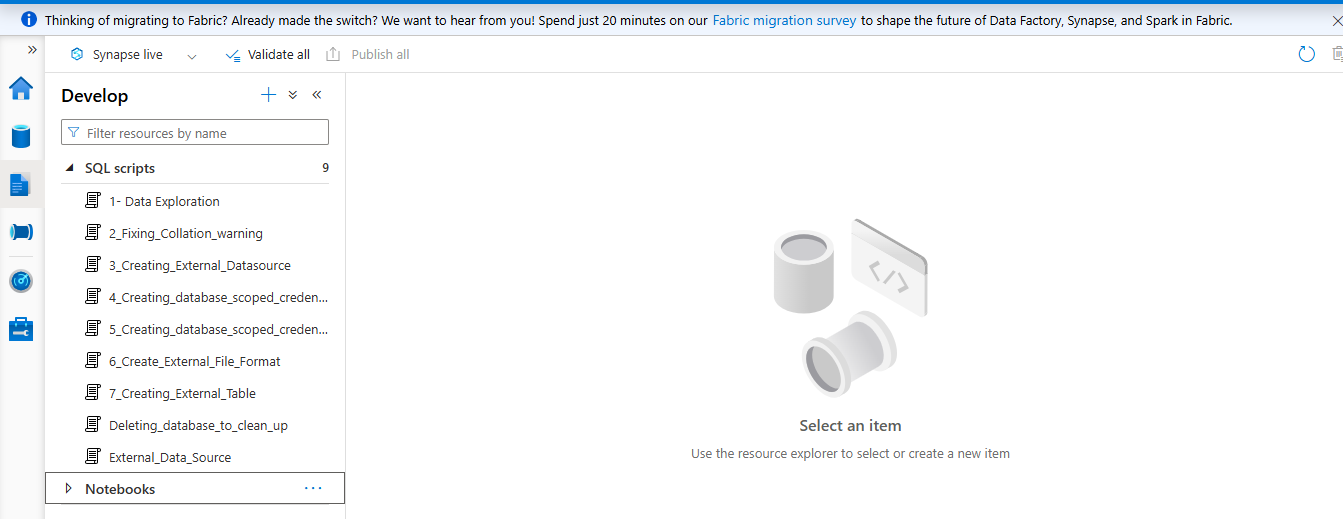 Thinking of migrating to Fabric? Already made the switch? We want to hear from you! Spend just 20 minutes on our Fabric migration survey to shape the future of Data Factory, Synapse, and Spark in Fabric.
Synapse live Validate all Publish all
Develop
Filter resources by name
SQL scripts 9
1- Data Exploration
2_Fixing_Collation_warning
3_Creating_External_Datasource
4_Creating_database_scoped_creden...
5_Creating_database_scoped_creden...
6_Create_External_File_Format
7_Creating_External_Table
Deleting_database_to_clean_up
External_Data_Source
Notebooks ...
Select an item
Use the resource explorer to select or create a new item